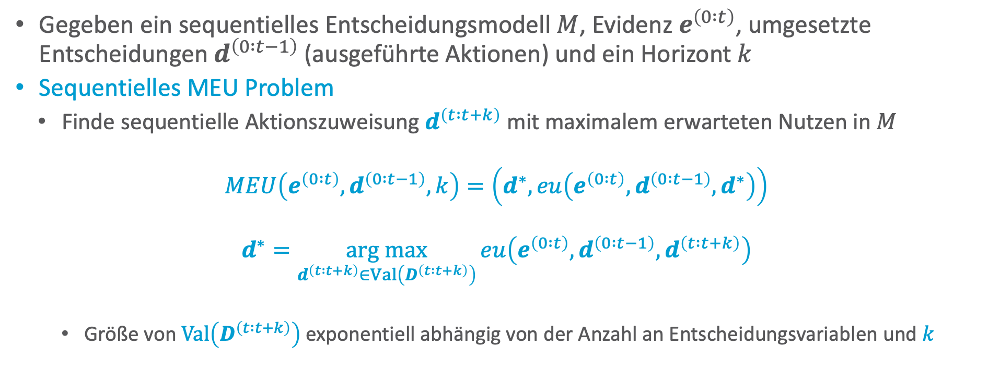 • Gegeben ein sequentielles Entscheidungsmodell M, Evidenz e^(0:t), umgesetzte
Entscheidungen d^(0:t−1) (ausgeführte Aktionen) und ein Horizont k
• Sequentielles MEU Problem
• Finde sequentielle Aktionszuweisung d^(t:t+k) mit maximalem erwarteten Nutzen in M
MEU(e^(0:t), d^(0:t−1), k) = (d*, eu(e^(0:t), d^(0:t−1), d*))
d* = arg max eu(e^(0:t), d^(0:t−1), d^(t:t+k))
d^(t:t+k)∈Val(D^(t:t+k))
• Größe von Val(D^(t:t+k)) exponentiell abhängig von der Anzahl an Entscheidungsvariablen und k